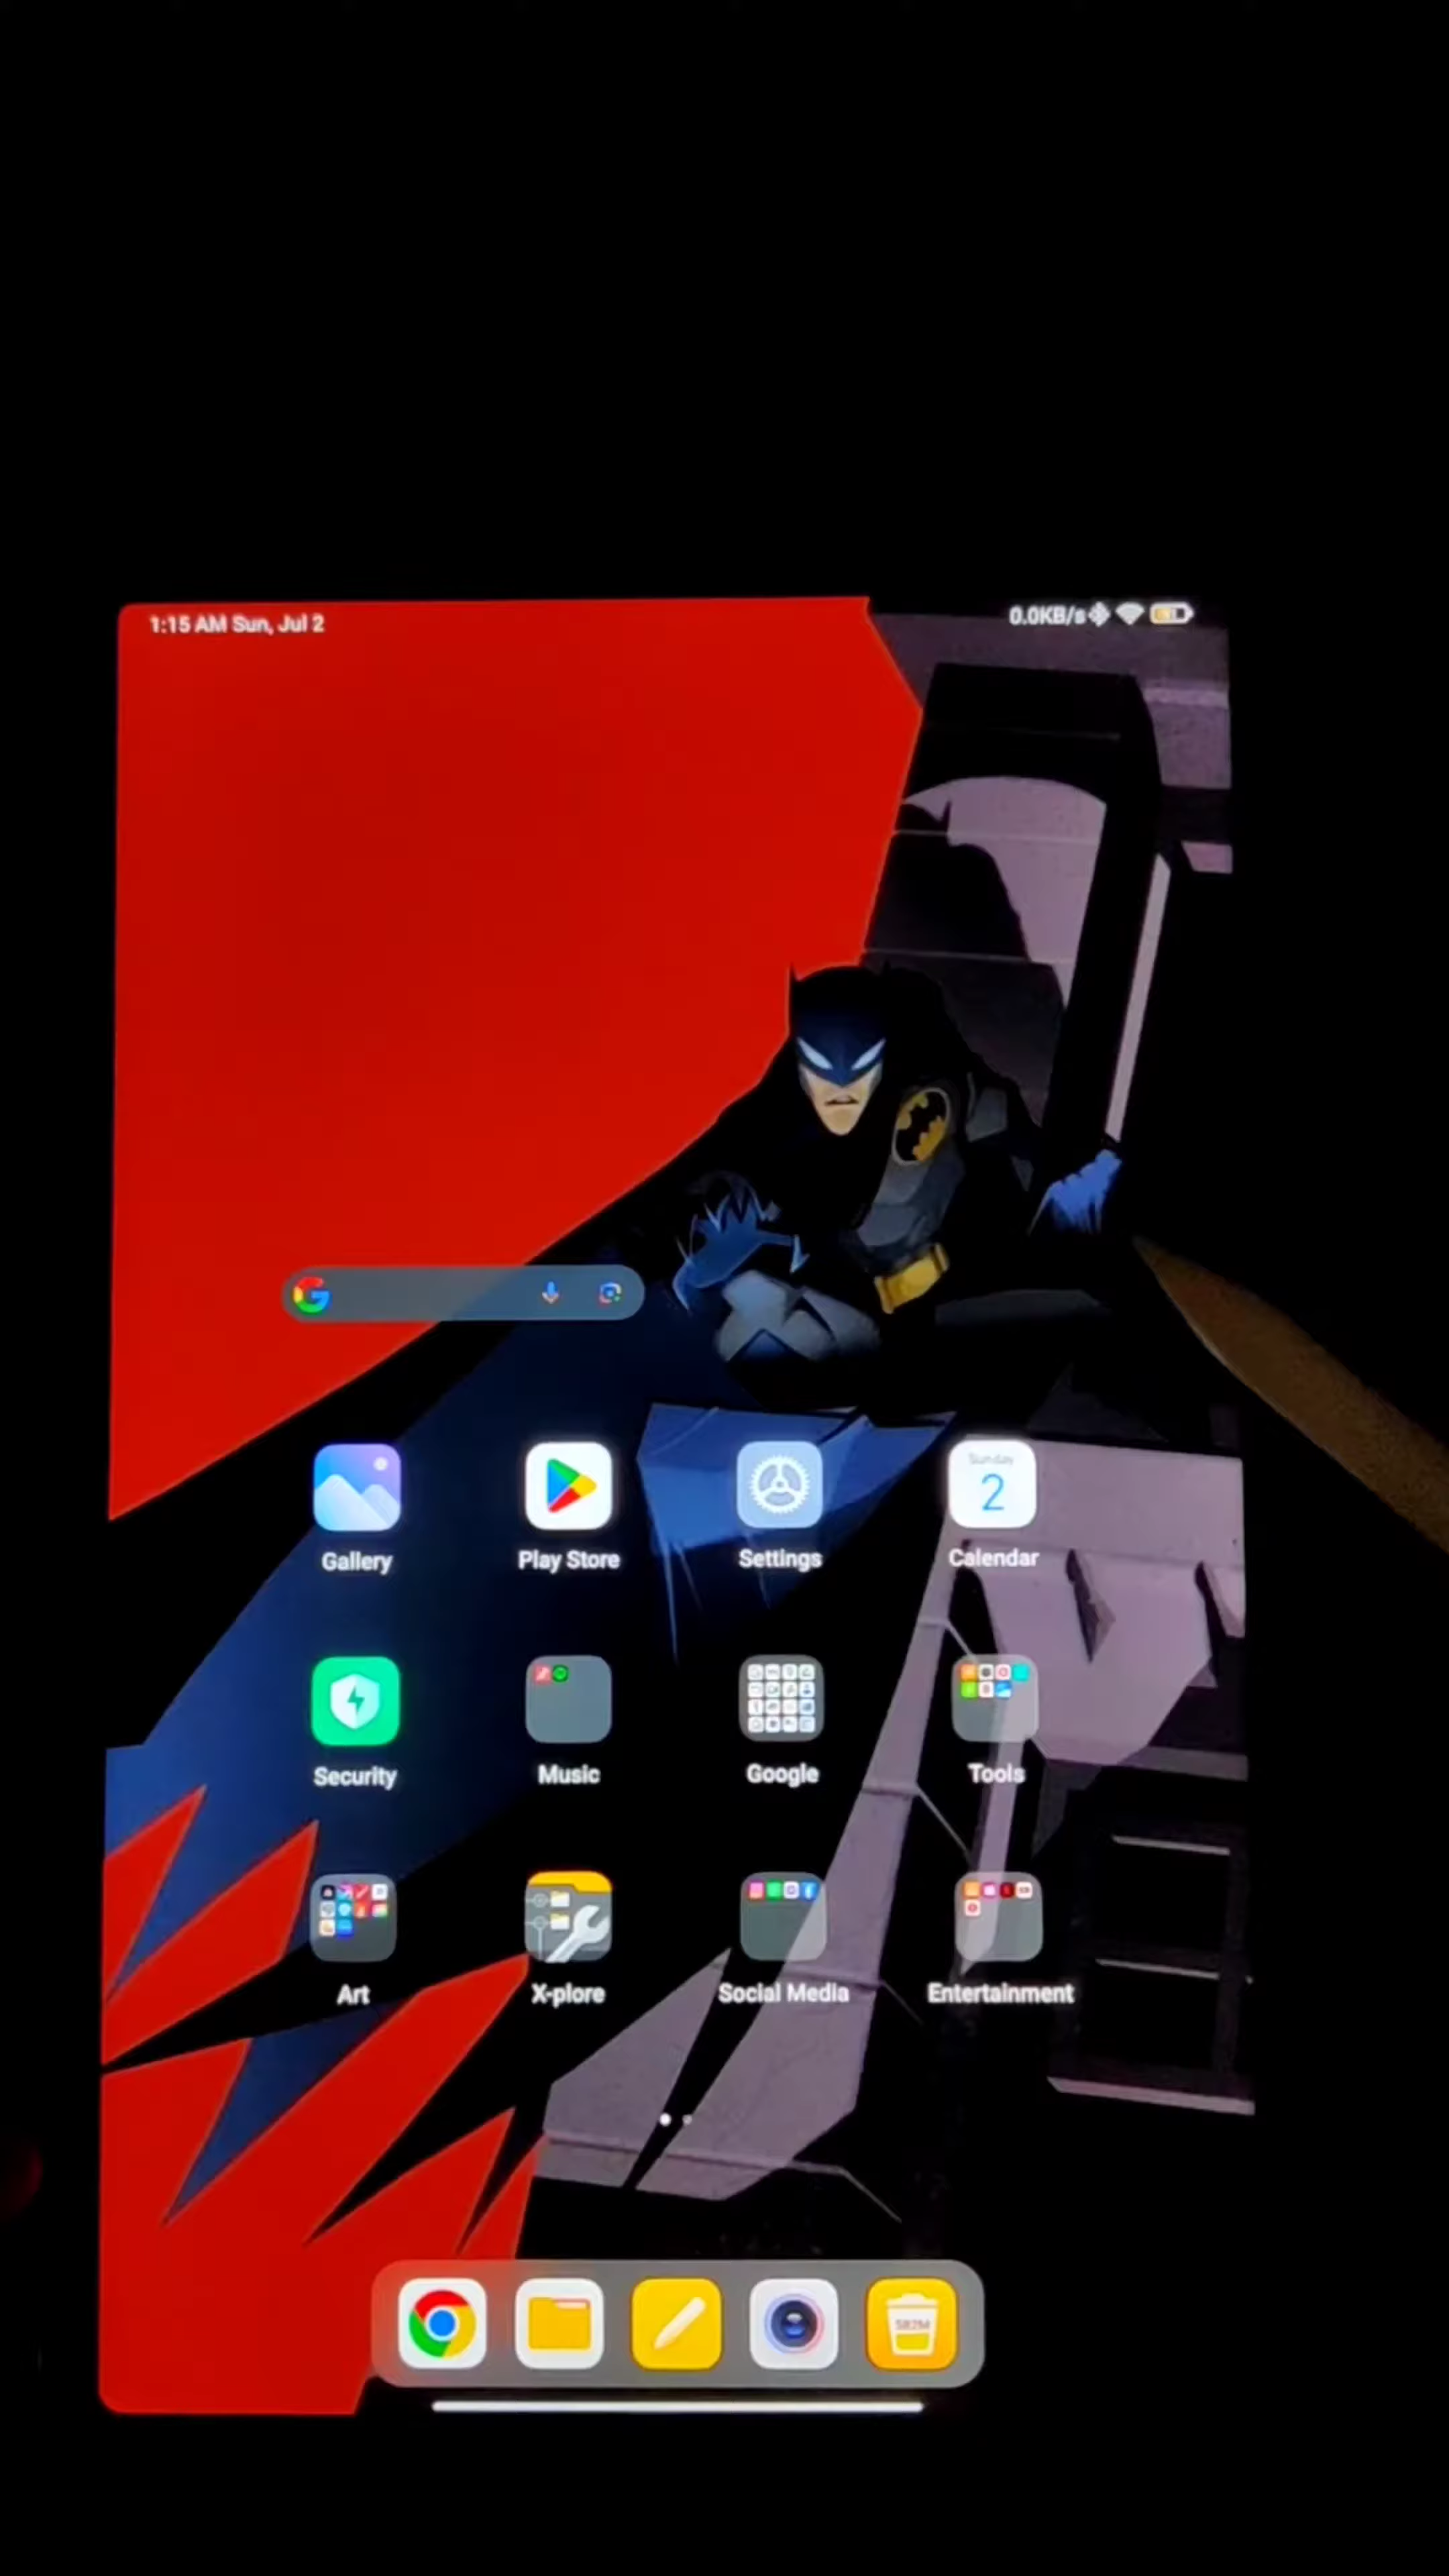 1:15 AM Sun, Jul 2
0.0KB/s
G
Sunday
2
Gallery
Play Store
Settings
Calendar
Security
Music
Google
Tools
Art
X-plore
Social Media
Entertainment